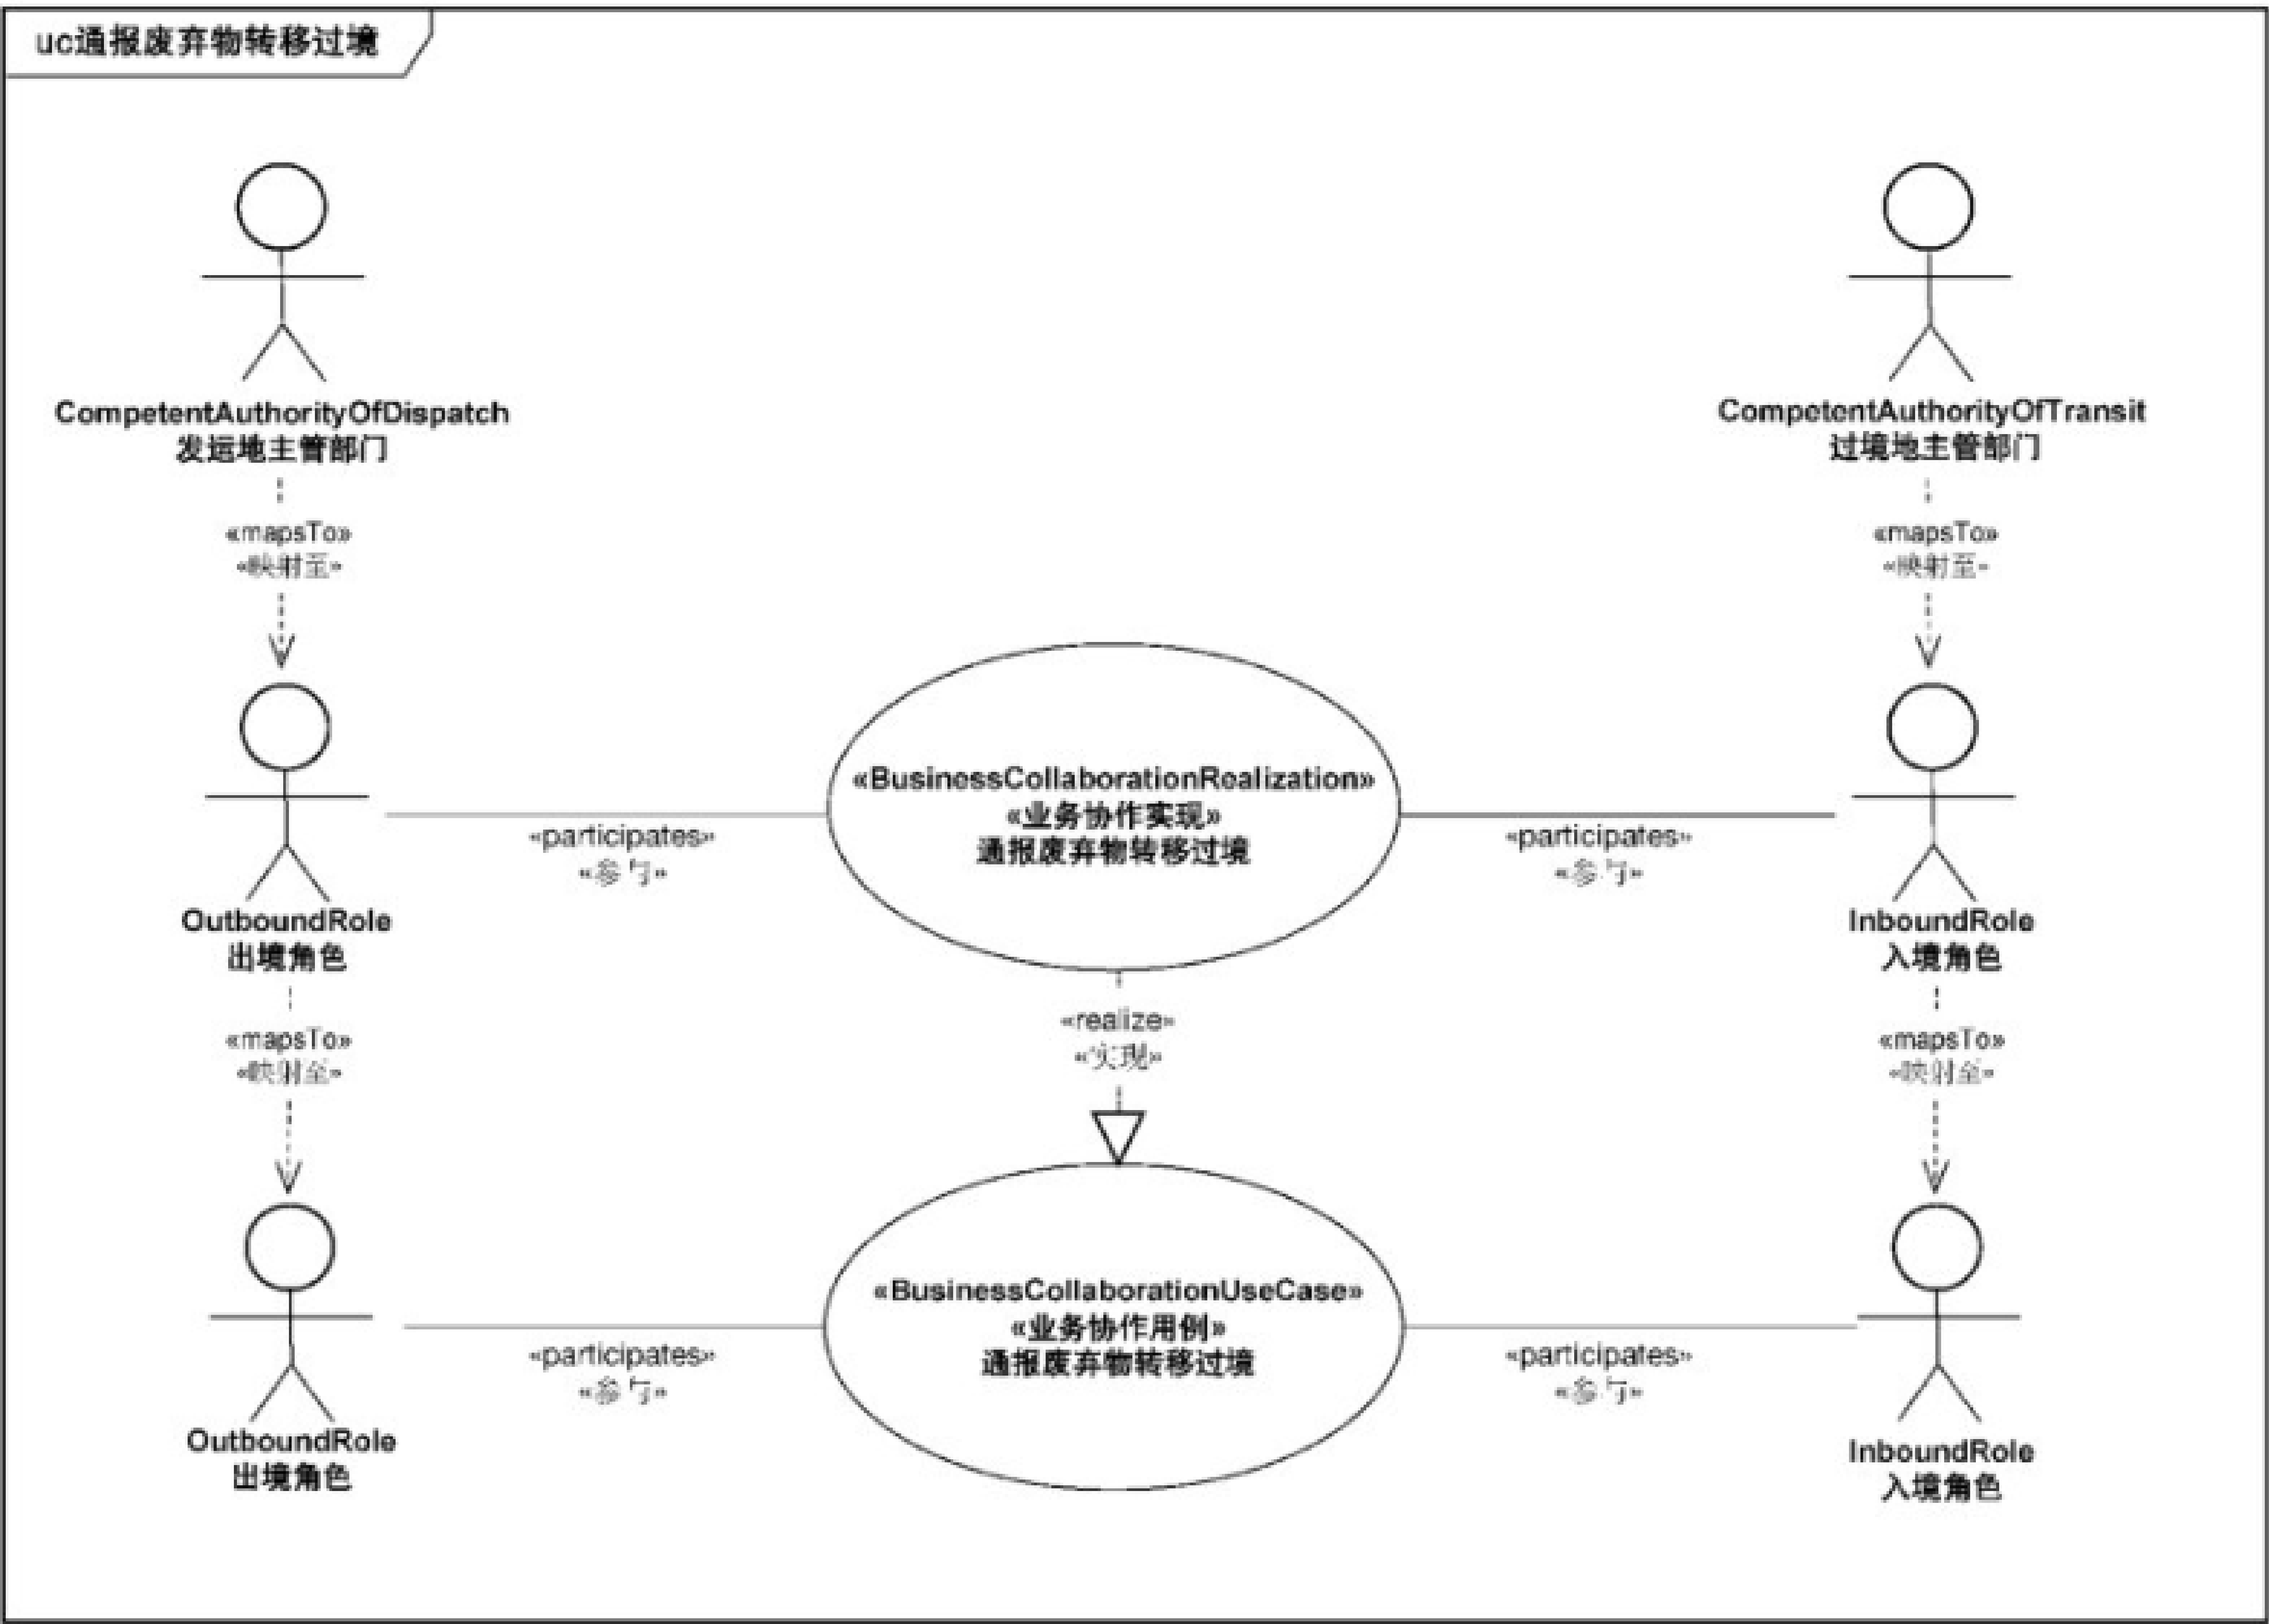 uc通报废弃物转移过境
CompetentAuthorityOfDispatch
发运地主管部门
CompetentAuthorityOfTransit
过境地主管部门
«mapsTo»
«映射至»
«mapsTo»
«映射至»
«BusinessCollaborationRealization»
«业务协作实现»
通报废弃物转移过境
«participates»
«参与»
«participates»
«参与»
OutboundRole
出境角色
InboundRole
入境角色
«mapsTo»
«映射至»
«realize»
«实现»
«mapsTo»
«映射至»
«BusinessCollaborationUseCase»
«业务协作用例»
通报废弃物转移过境
«participates»
«参与»
«participates»
«参与»
OutboundRole
出境角色
InboundRole
入境角色